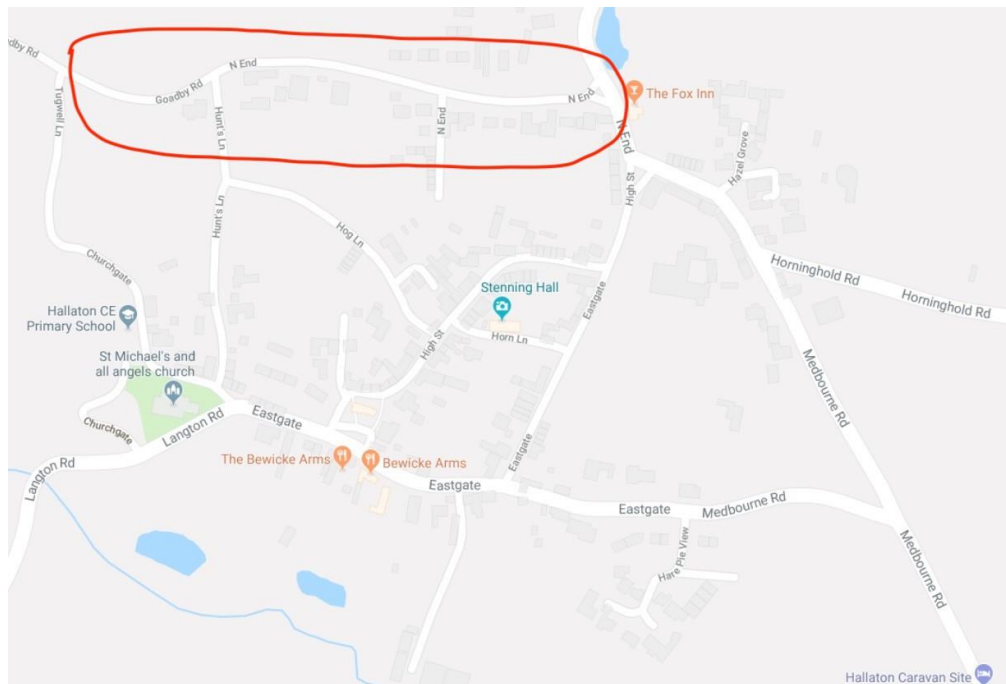 Goadby Rd
N End
Goadby Rd
N End
The Fox Inn
Tugwell Ln
Hunt's Ln
N End
N End
Hazel Grove
High St
Hunt's Ln
Hog Ln
Churchgate
Horninghold Rd
Horninghold Rd
Stenning Hall
Eastgate
Hallaton CE
Primary School
Horn Ln
High St
St Michael's and
all angels church
Medbourne Rd
Churchgate
Langton Rd
Eastgate
The Bewicke Arms
Bewicke Arms
Eastgate
Langton Rd
Eastgate
Eastgate
Medbourne Rd
Hare Pie View
Medbourne Rd
Hallaton Caravan Site